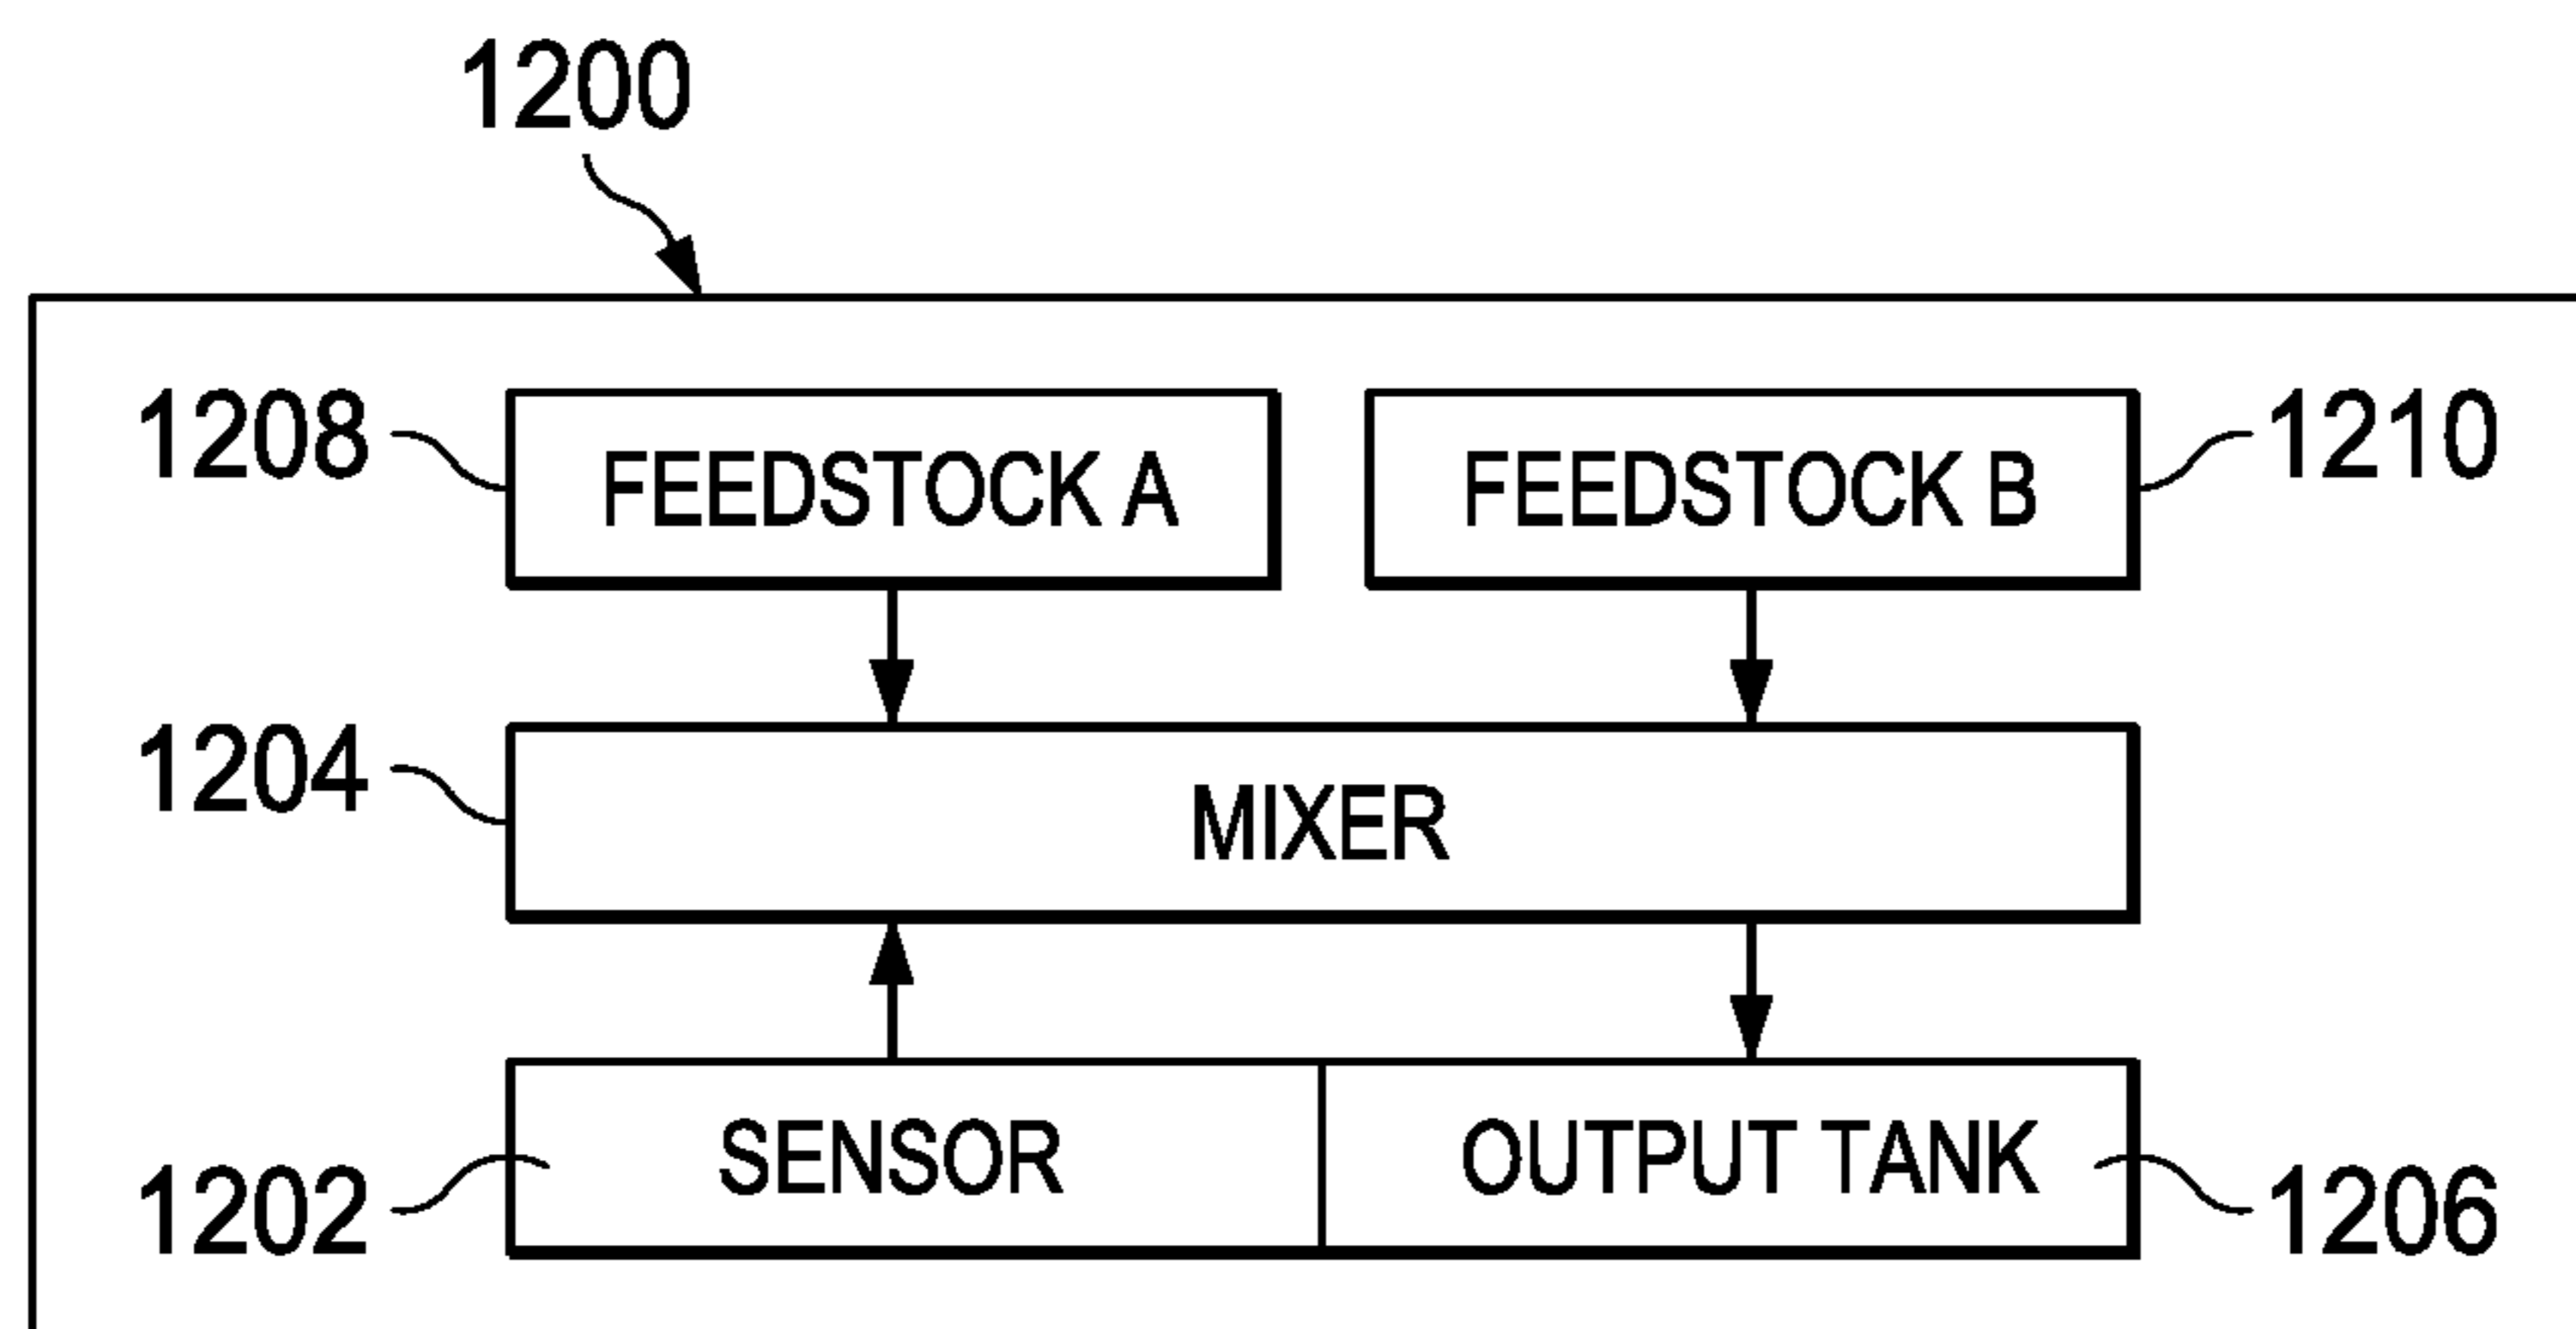 1200
1208
FEEDSTOCK A
FEEDSTOCK B
1210
1204
MIXER
1202
SENSOR
OUTPUT TANK
1206